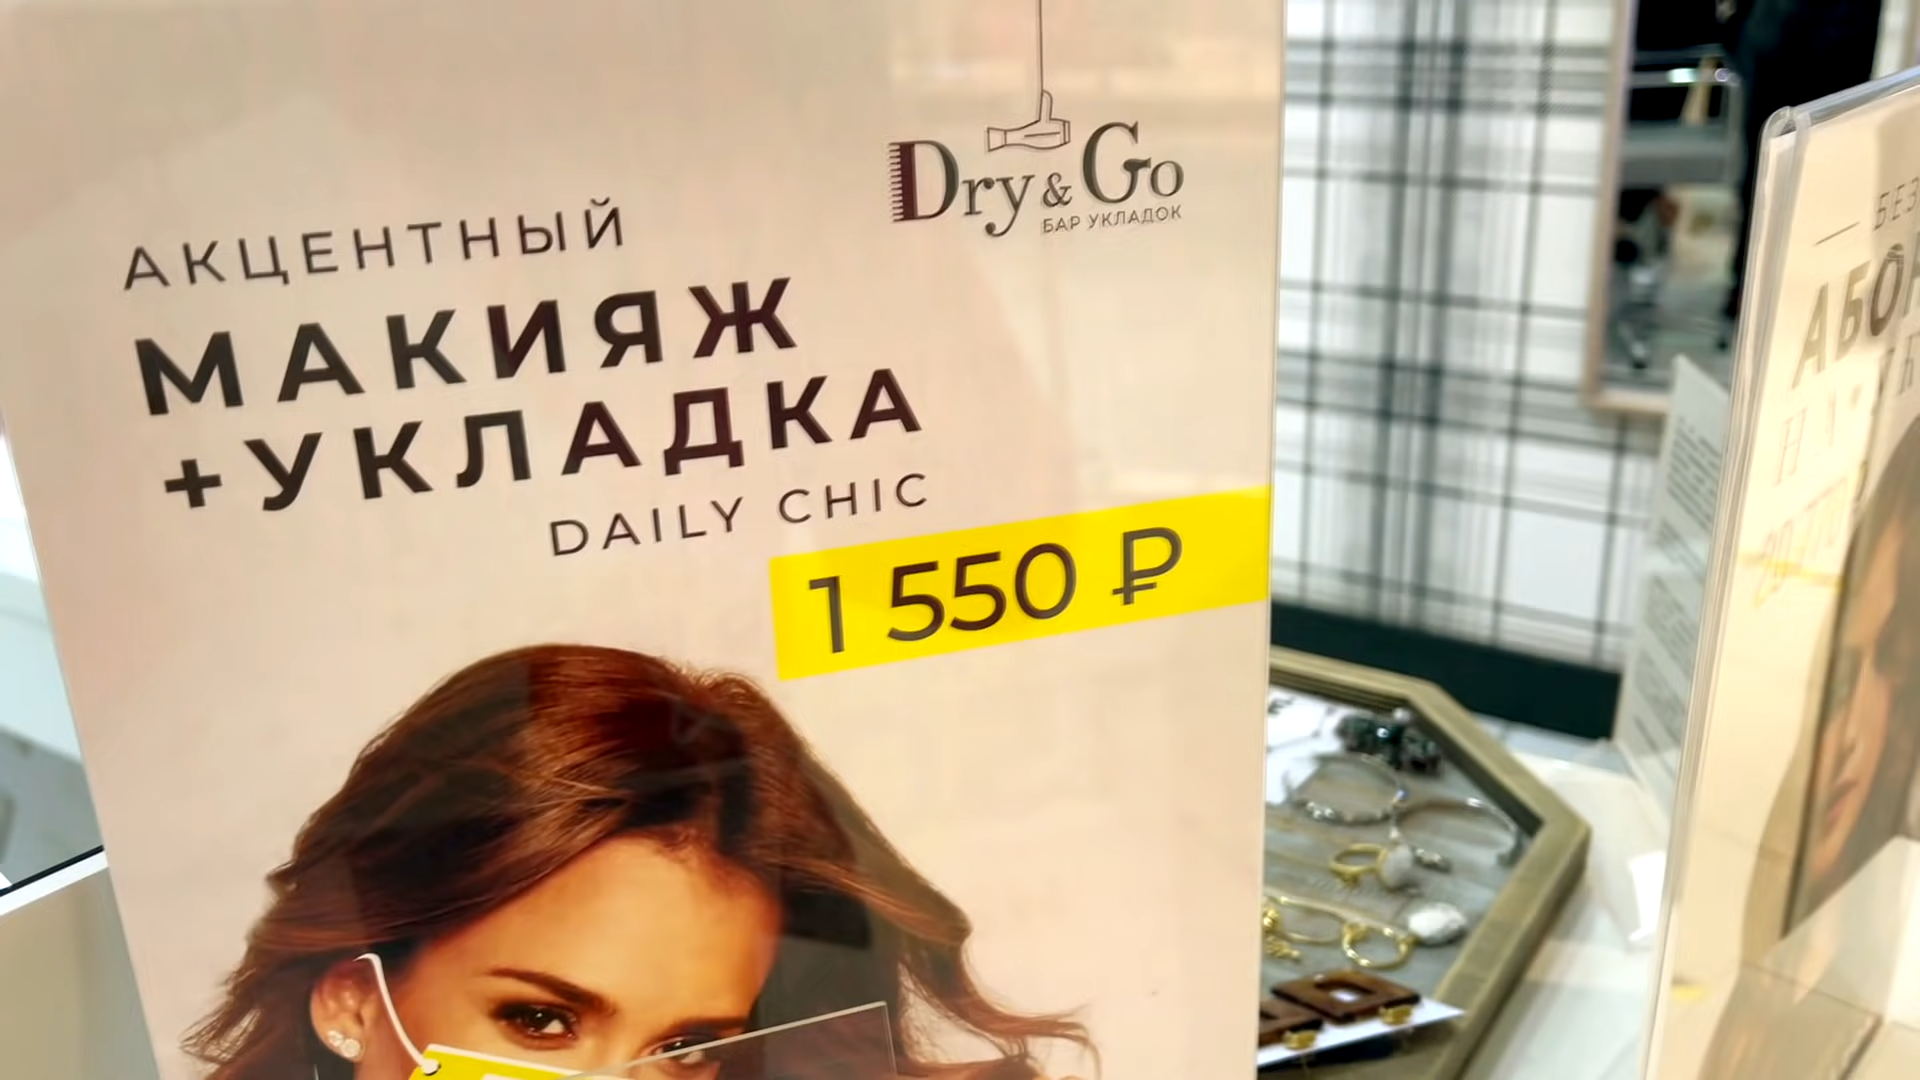 Dry & Go
БАР УКЛАДОК
АКЦЕНТНЫЙ
МАКИЯЖ
+УКЛАДКА
DAILY CHIC
1 550 ₽